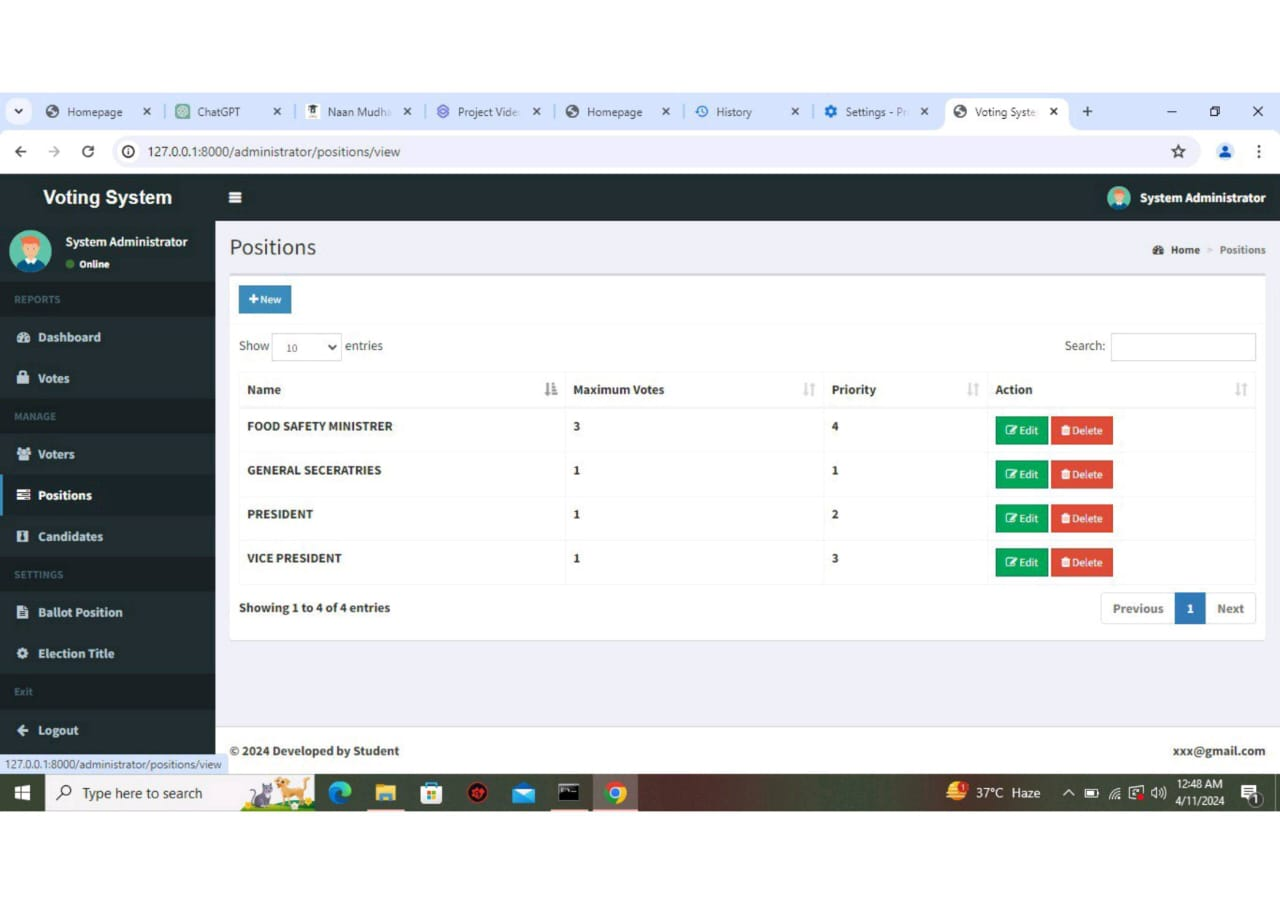 Homepage ChatGPT Naan Mudha Project Vide Homepage History Settings - Pr Voting Syste
127.0.0.1:8000/administrator/positions/view
Voting System System Administrator
System Administrator
Online
Positions Home > Positions
REPORTS
New
Dashboard
Show 10 entries Search:
Votes
Name Maximum Votes Priority Action
MANAGE
FOOD SAFETY MINISTRER 3 4 Edit Delete
Voters
GENERAL SECERATRIES 1 1 Edit Delete
Positions
PRESIDENT 1 2 Edit Delete
Candidates
VICE PRESIDENT 1 3 Edit Delete
SETTINGS
Ballot Position
Showing 1 to 4 of 4 entries Previous 1 Next
Election Title
Exit
Logout
© 2024 Developed by Student xxx@gmail.com
127.0.0.1:8000/administrator/positions/view
Type here to search 37°C Haze 12:48 AM
4/11/2024 1